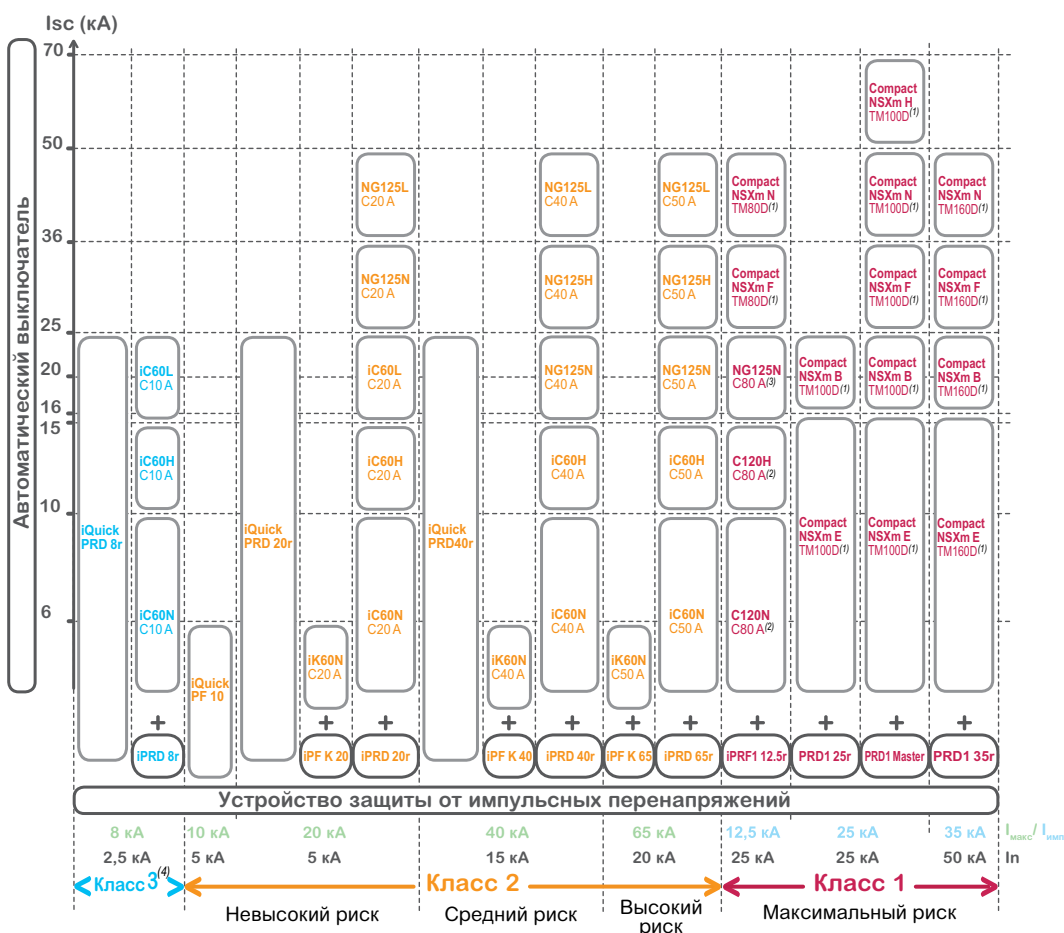 Isc (кА)
Автоматический выключатель
70
50
36
25
20
16
15
10
6
Compact
NSXm H
TM100D(1)
NG125L
C20 A
NG125L
C40 A
NG125L
C50 A
Compact
NSXm N
TM80D(1)
Compact
NSXm N
TM100D(1)
Compact
NSXm N
TM160D(1)
NG125N
C20 A
NG125H
C40 A
NG125H
C50 A
Compact
NSXm F
TM80D(1)
Compact
NSXm F
TM100D(1)
Compact
NSXm F
TM160D(1)
iC60L
C10 A
iC60L
C20 A
NG125N
C40 A
NG125N
C50 A
NG125N
C80 A(3)
Compact
NSXm B
TM100D(1)
Compact
NSXm B
TM100D(1)
Compact
NSXm B
TM160D(1)
iC60H
C10 A
iC60H
C20 A
iC60H
C40 A
iC60H
C50 A
C120H
C80 A(2)
iQuick
PRD 8r
iQuick
PRD 20r
iQuick
PRD40r
Compact
NSXm E
TM100D(1)
Compact
NSXm E
TM100D(1)
Compact
NSXm E
TM160D(1)
iC60N
C10 A
iC60N
C20 A
iC60N
C40 A
iC60N
C50 A
C120N
C80 A(2)
iQuick
PF 10
iK60N
C20 A
iK60N
C40 A
iK60N
C50 A
+ + + + + + + + + + +
iPRD 8r
iPF K 20
iPRD 20r
iPF K 40
iPRD 40r
iPF K 65
iPRD 65r
iPRF1 12.5r
PRD1 25r
PRD1 Master
PRD1 35r
Устройство защиты от импульсных перенапряжений
8 кА 10 кА 20 кА 40 кА 65 кА 12,5 кА 25 кА 35 кА Iмакс/ Iимп
2,5 кА 5 кА 5 кА 15 кА 20 кА 25 кА 25 кА 50 кА In
Класс 3(4) Класс 2 Класс 1
Невысокий риск
Средний риск
Высокий
риск
Максимальный риск